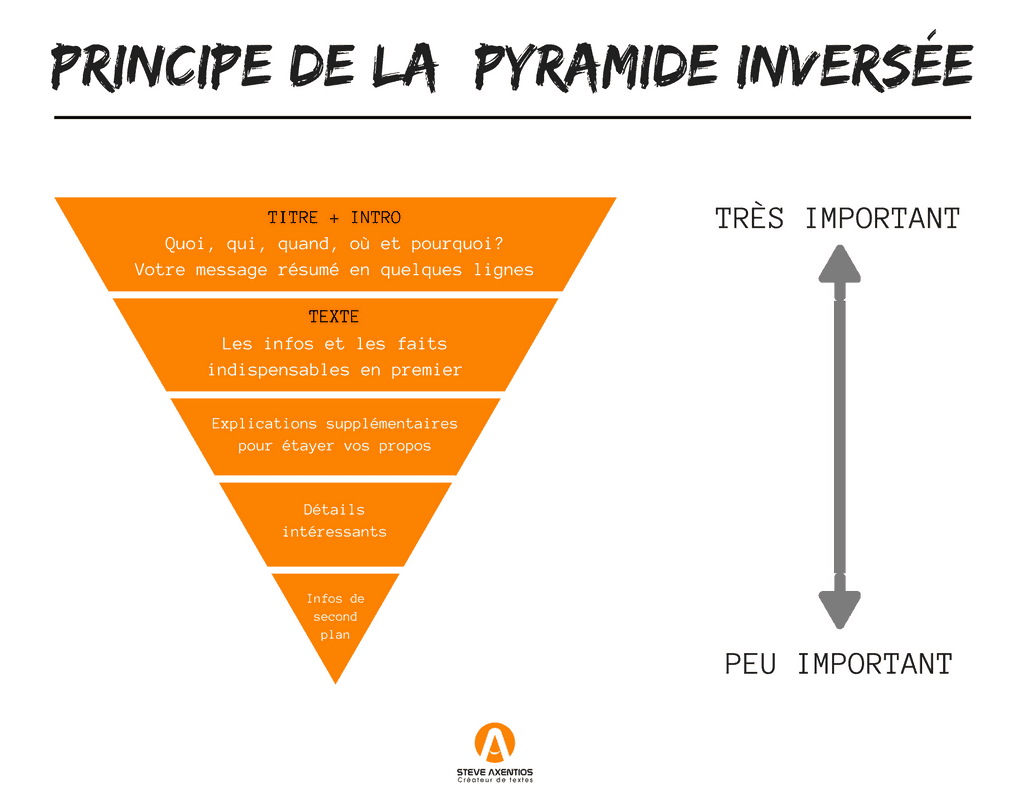 PRINCIPE DE LA PYRAMIDE INVERSÉE
TITRE + INTRO
Quoi, qui, quand, où et pourquoi?
Votre message résumé en quelques lignes
TEXTE
Les infos et les faits
indispensables en premier
Explications supplémentaires
pour étayer vos propos
Détails
intéressants
Infos de
second
plan
TRÈS IMPORTANT
PEU IMPORTANT
STEVE AXENTIOS
Créateur de textes